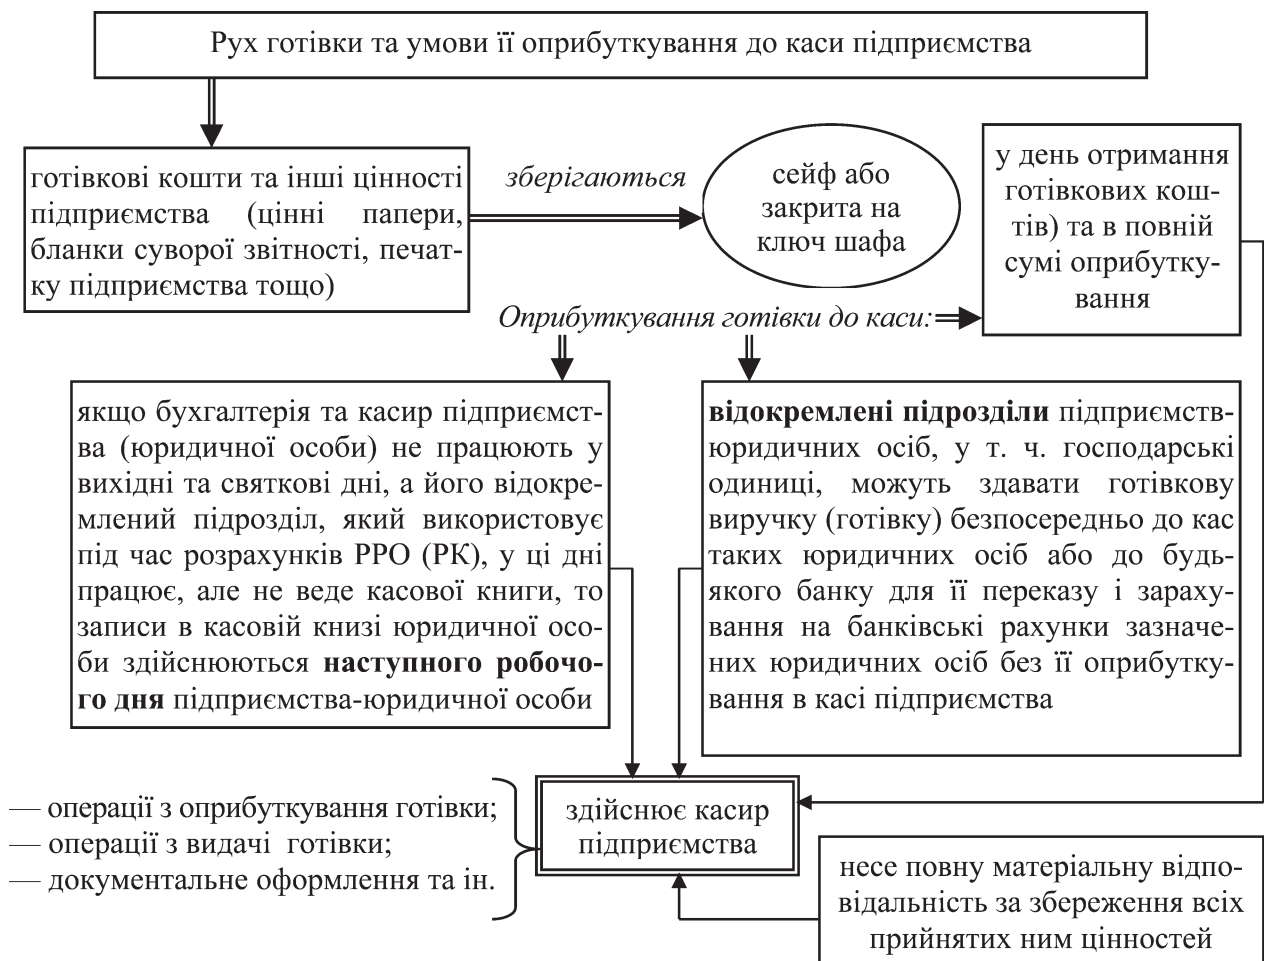 Рух готівки та умови її оприбуткування до каси підприємства
готівкові кошти та інші цінності
підприємства (цінні папери,
бланки суворої звітності, печат-
ку підприємства тощо)
зберігаються
сейф або
закрита на
ключ шафа
у день отримання
готівкових кош-
тів) та в повній
сумі оприбутку-
вання
Оприбуткування готівки до каси:
якщо бухгалтерія та касир підприємст-
ва (юридичної особи) не працюють у
вихідні та святкові дні, а його відокре-
млений підрозділ, який використовує
під час розрахунків РРО (РК), у ці дні
працює, але не веде касової книги, то
записи в касовій книзі юридичної осо-
би здійснюються наступного робочо-
го дня підприємства-юридичної особи
відокремлені підрозділи підприємств-
юридичних осіб, у т. ч. господарські
одиниці, можуть здавати готівкову
виручку (готівку) безпосередньо до кас
таких юридичних осіб або до будь-
якого банку для її переказу і зараху-
вання на банківські рахунки зазначе-
них юридичних осіб без її оприбутку-
вання в касі підприємства
— операції з оприбуткування готівки;
— операції з видачі готівки;
— документальне оформлення та ін.
здійснює касир
підприємства
несе повну матеріальну відпо-
відальність за збереження всіх
прийнятих ним цінностей